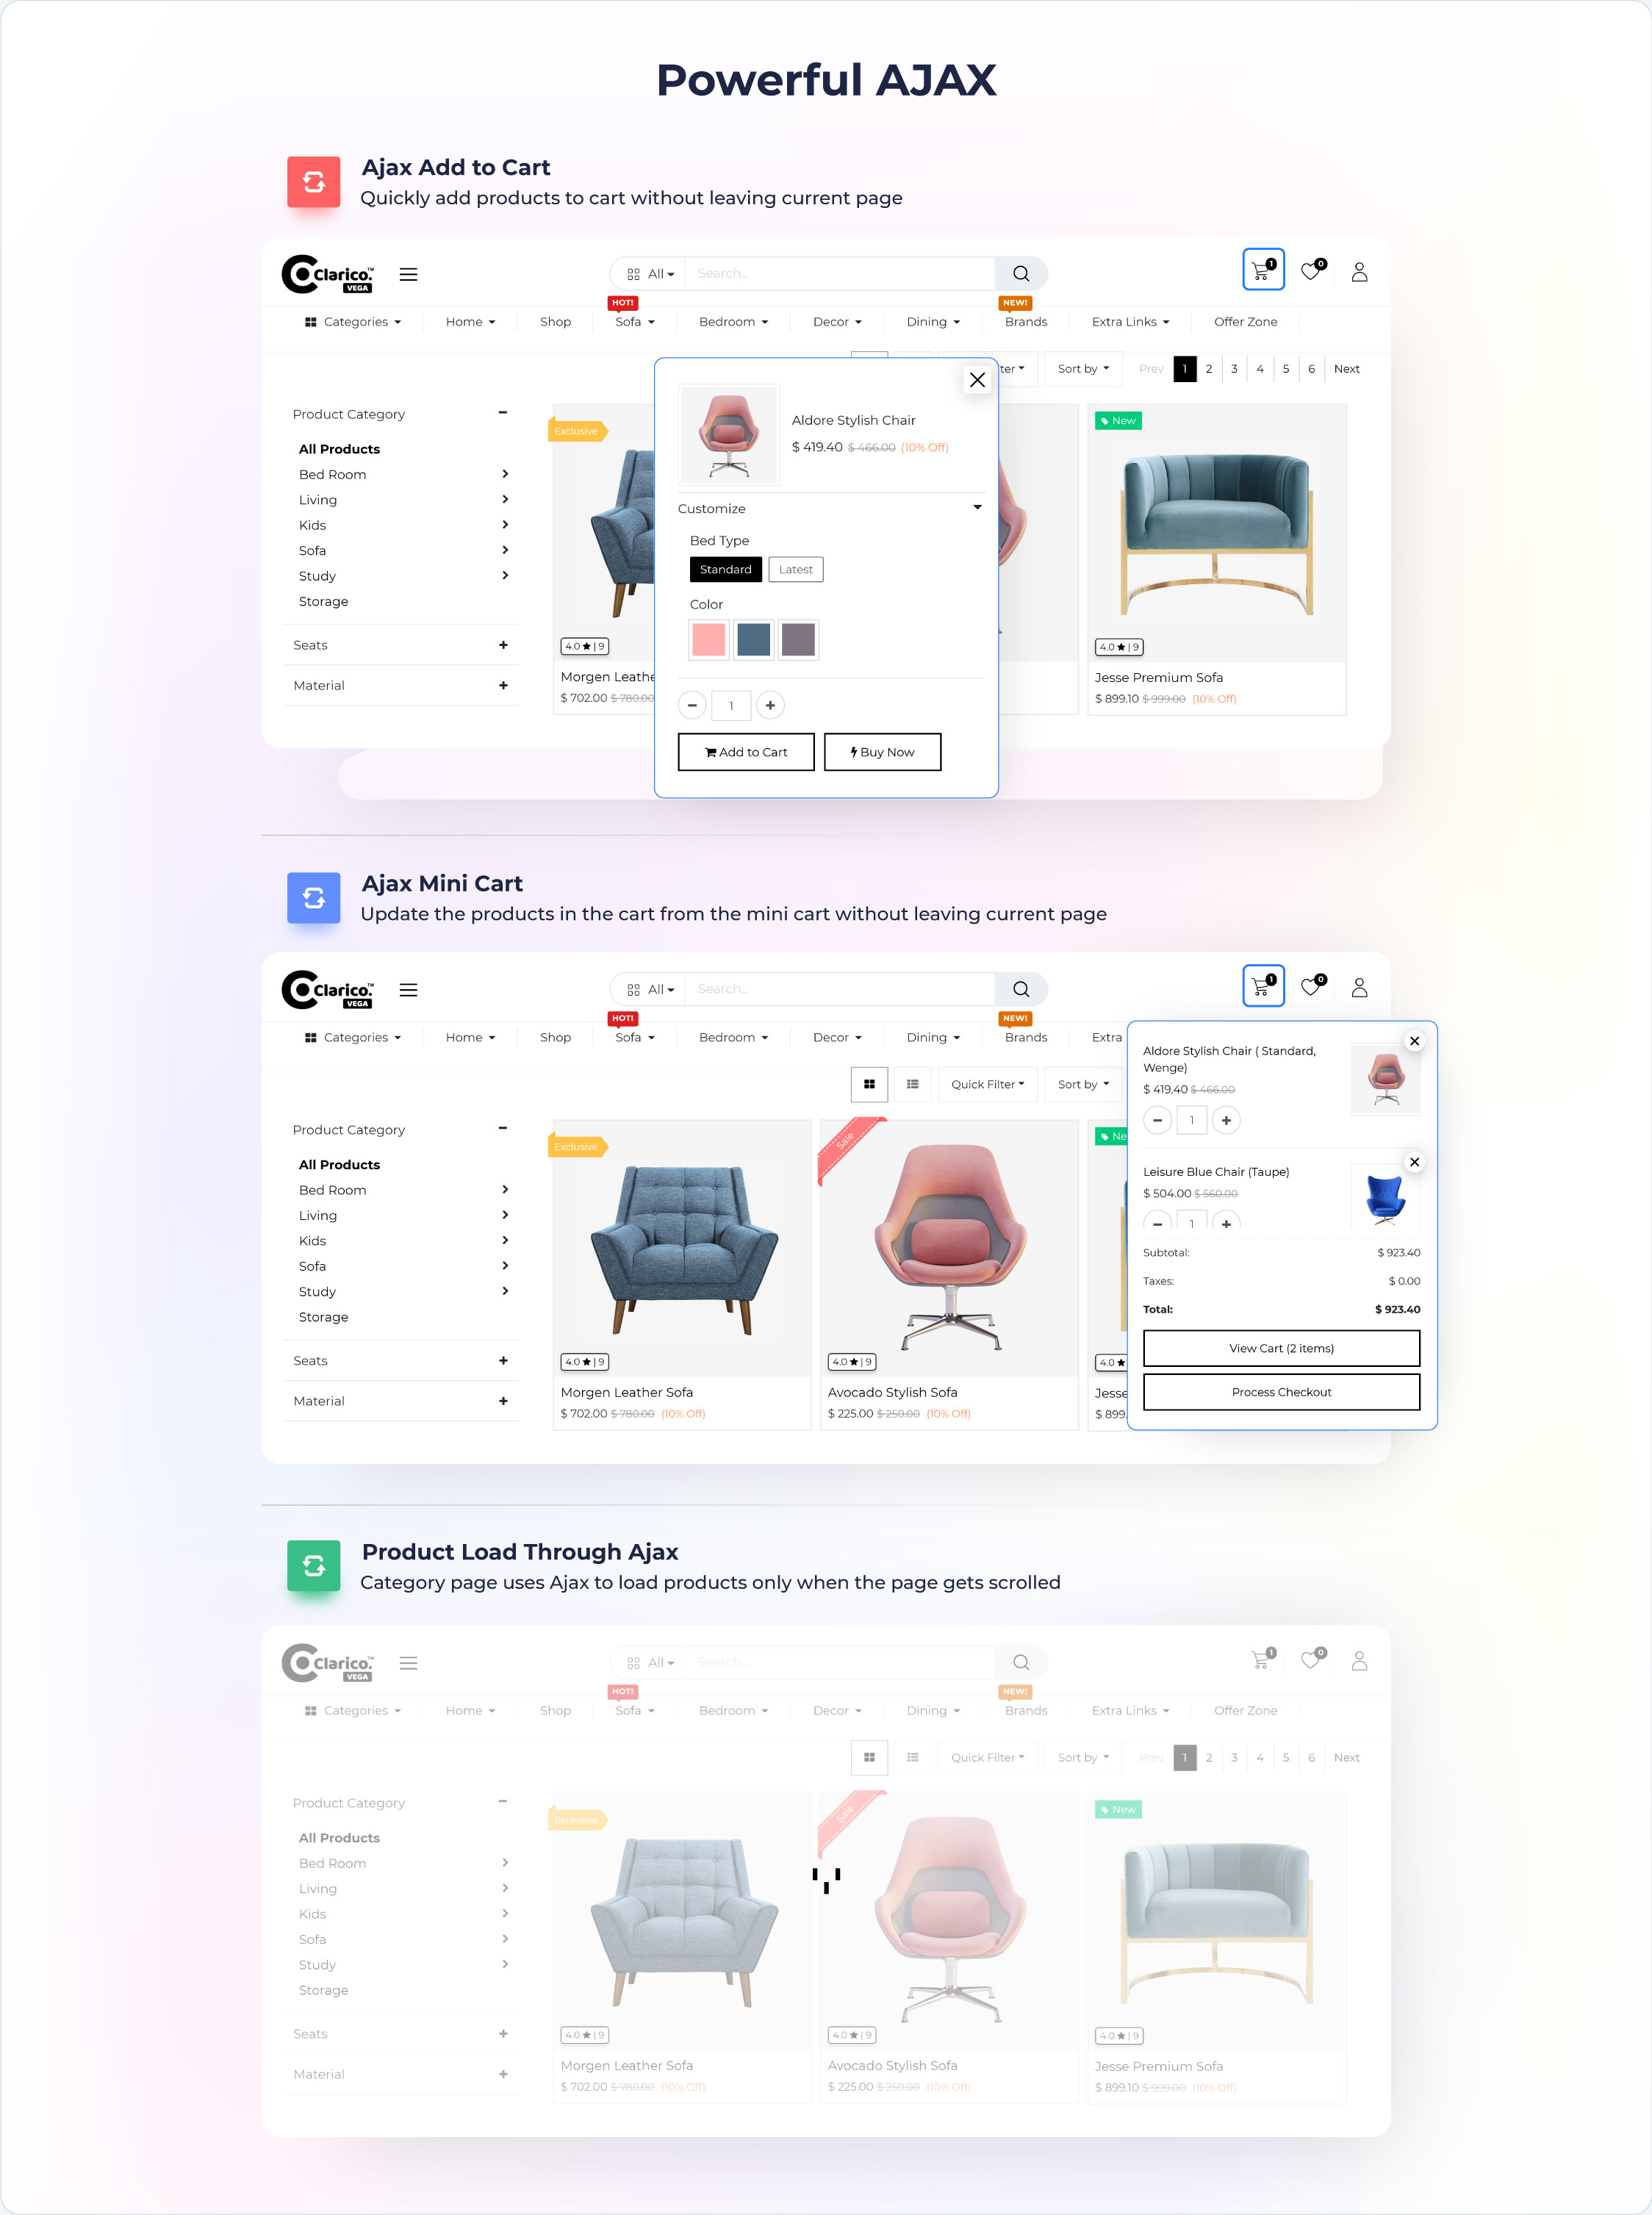 Powerful AJAX
Ajax Add to Cart
Quickly add products to cart without leaving current page
Clarico.™
VEGA
All
Search...
1
0
HOT!
NEW!
Categories
Home
Shop
Sofa
Bedroom
Decor
Dining
Brands
Extra Links
Offer Zone
ter
Sort by
Prev
1
2
3
4
5
6
Next
Product Category
All Products
Bed Room
Living
Kids
Sofa
Study
Storage
Seats
Material
Exclusive
4.0 ★ | 9
Morgen Leathe
$ 702.00 $ 780.00
Aldore Stylish Chair
$ 419.40 $ 466.00 (10% Off)
Customize
Bed Type
Standard
Latest
Color
1
Add to Cart
Buy Now
New
4.0 ★ | 9
Jesse Premium Sofa
$ 899.10 $ 999.00 (10% Off)
Ajax Mini Cart
Update the products in the cart from the mini cart without leaving current page
Clarico.™
VEGA
All
Search...
1
0
HOT!
NEW!
Categories
Home
Shop
Sofa
Bedroom
Decor
Dining
Brands
Extra
Quick Filter
Sort by
Product Category
All Products
Bed Room
Living
Kids
Sofa
Study
Storage
Seats
Material
Exclusive
4.0 ★ | 9
Morgen Leather Sofa
$ 702.00 $ 780.00 (10% Off)
Sale
4.0 ★ | 9
Avocado Stylish Sofa
$ 225.00 $ 250.00 (10% Off)
Ne
4.0 ★
Jesse
$ 899.
Aldore Stylish Chair ( Standard,
Wenge)
$ 419.40 $ 466.00
1
Leisure Blue Chair (Taupe)
$ 504.00 $ 560.00
1
Subtotal: $ 923.40
Taxes: $ 0.00
Total: $ 923.40
View Cart (2 items)
Process Checkout
Product Load Through Ajax
Category page uses Ajax to load products only when the page gets scrolled
Clarico.™
VEGA
All
Search...
1
0
HOT!
NEW!
Categories
Home
Shop
Sofa
Bedroom
Decor
Dining
Brands
Extra Links
Offer Zone
Quick Filter
Sort by
Prev
1
2
3
4
5
6
Next
Product Category
All Products
Bed Room
Living
Kids
Sofa
Study
Storage
Seats
Material
Exclusive
4.0 ★ | 9
Morgen Leather Sofa
$ 702.00 $ 780.00 (10% Off)
Sale
4.0 ★ | 9
Avocado Stylish Sofa
$ 225.00 $ 250.00 (10% Off)
New
4.0 ★ | 9
Jesse Premium Sofa
$ 899.10 $ 999.00 (10% Off)